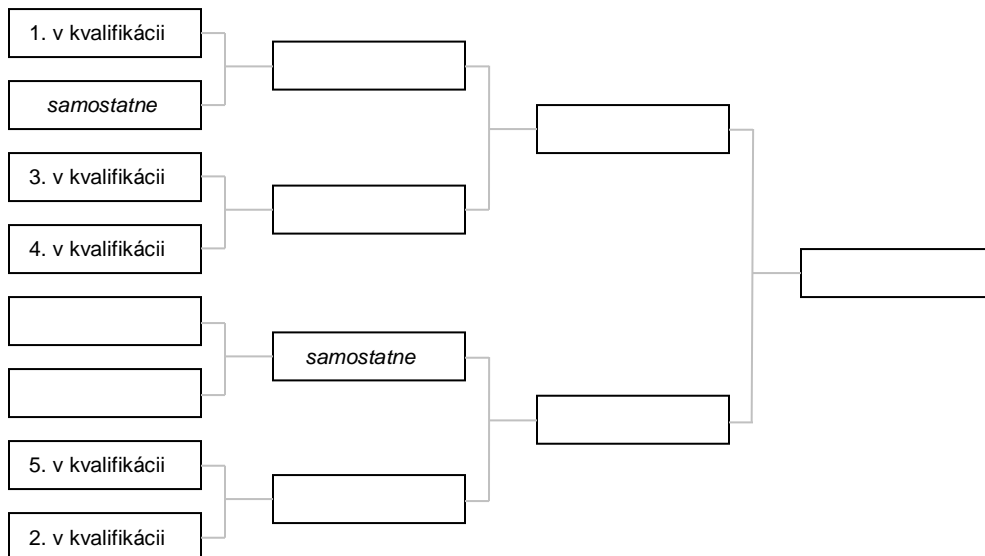 1. v kvalifikácii
samostatne
3. v kvalifikácii
4. v kvalifikácii
samostatne
5. v kvalifikácii
2. v kvalifikácii